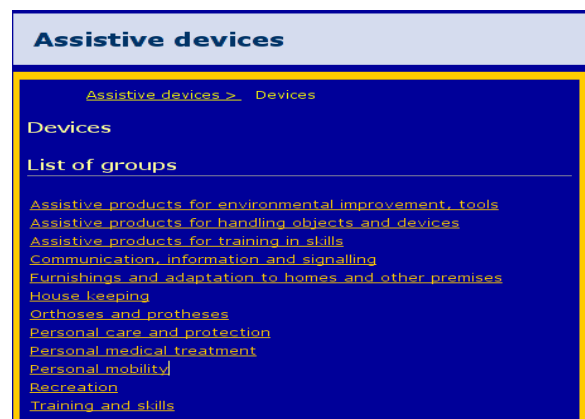 Assistive devices
Assistive devices > Devices
Devices
List of groups
Assistive products for environmental improvement, tools
Assistive products for handling objects and devices
Assistive products for training in skills
Communication, information and signalling
Furnishings and adaptation to homes and other premises
House keeping
Orthoses and protheses
Personal care and protection
Personal medical treatment
Personal mobility
Recreation
Training and skills